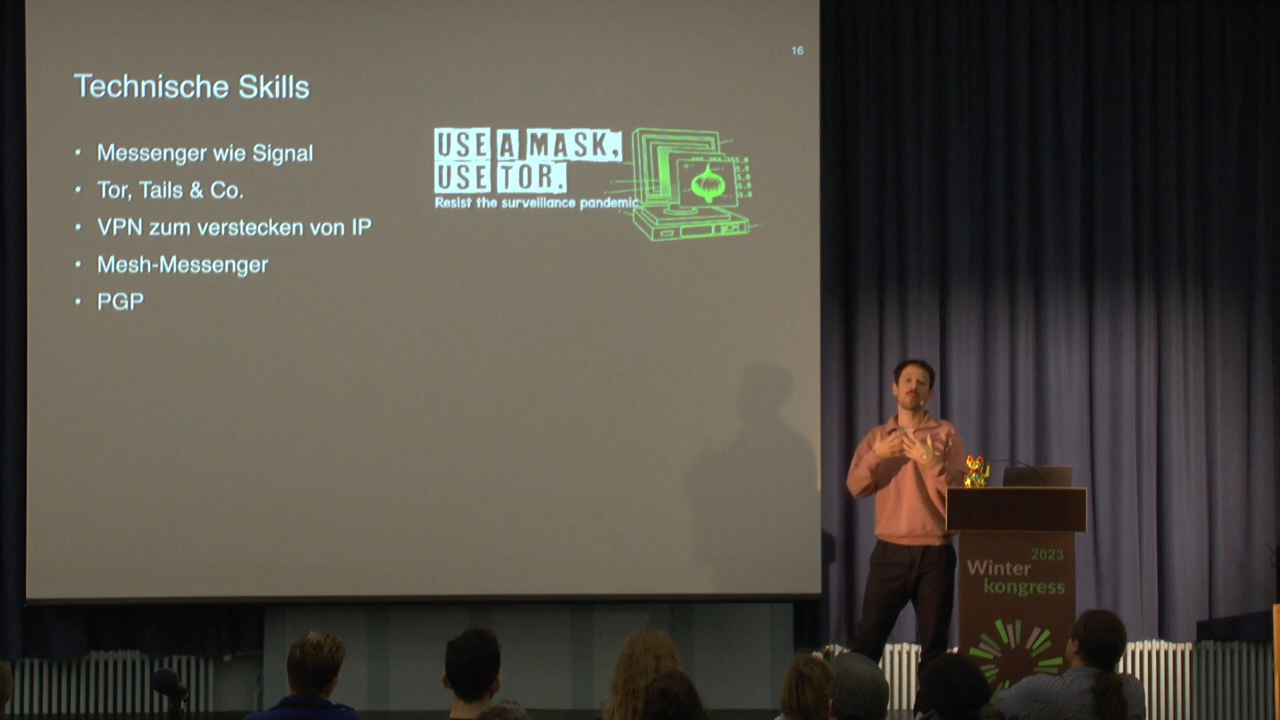 16
Technische Skills
• Messenger wie Signal
• Tor, Tails & Co.
• VPN zum verstecken von IP
• Mesh-Messenger
• PGP
USE A MASK,
USE TOR.
Resist the surveillance pandemic
2023
Winter
kongress